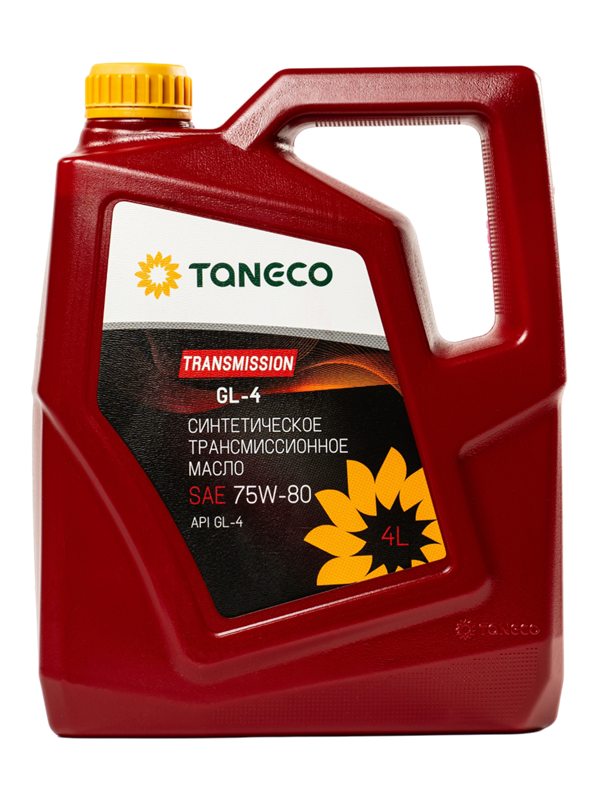 TANECO
TRANSMISSION
GL-4
СИНТЕТИЧЕСКОЕ
ТРАНСМИССИОННОЕ
МАСЛО
SAE 75W-80
API GL-4
4L
TANECO